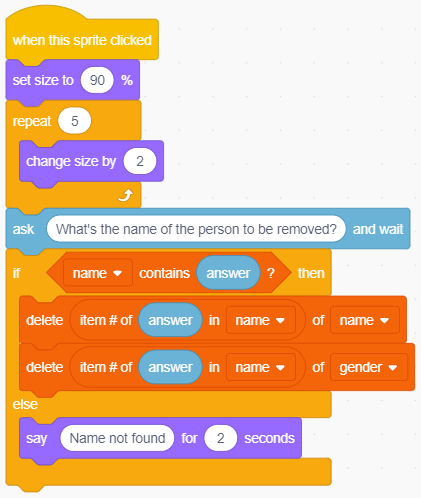 when this sprite clicked
set size to 90 %
repeat 5
change size by 2
ask What's the name of the person to be removed? and wait
if name contains answer ? then
delete item # of answer in name of name
delete item # of answer in name of gender
else
say Name not found for 2 seconds